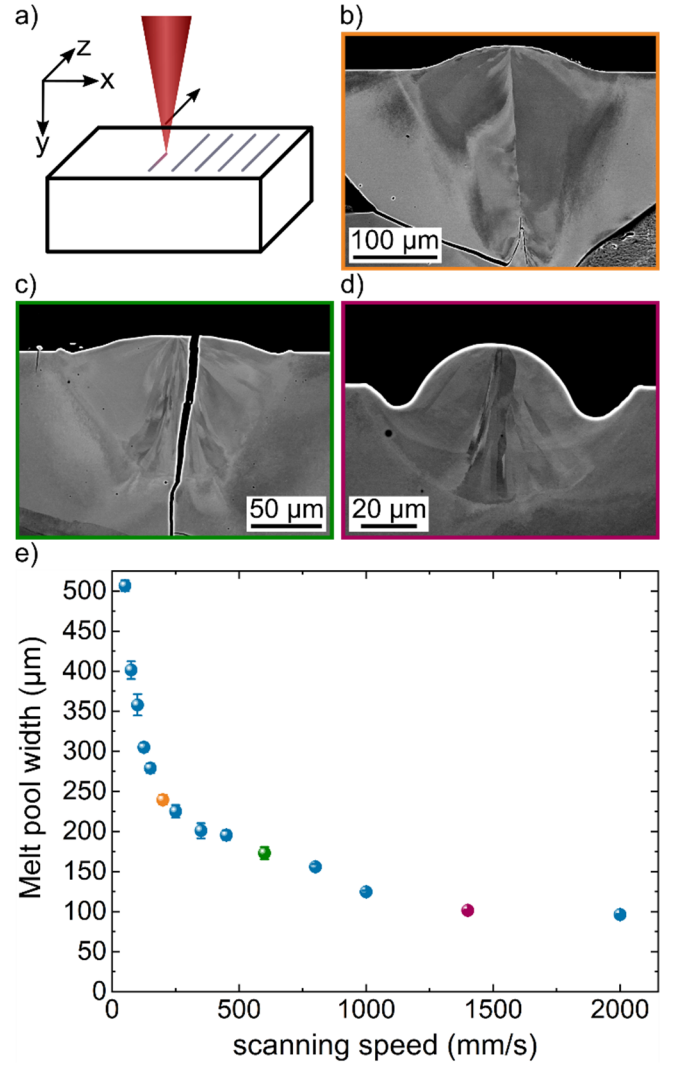 a)
z
x
y
b)
100 μm
c)
50 μm
d)
20 μm
e)
Melt pool width (μm)
500
450
400
350
300
250
200
150
100
50
0
0 500 1000 1500 2000
scanning speed (mm/s)